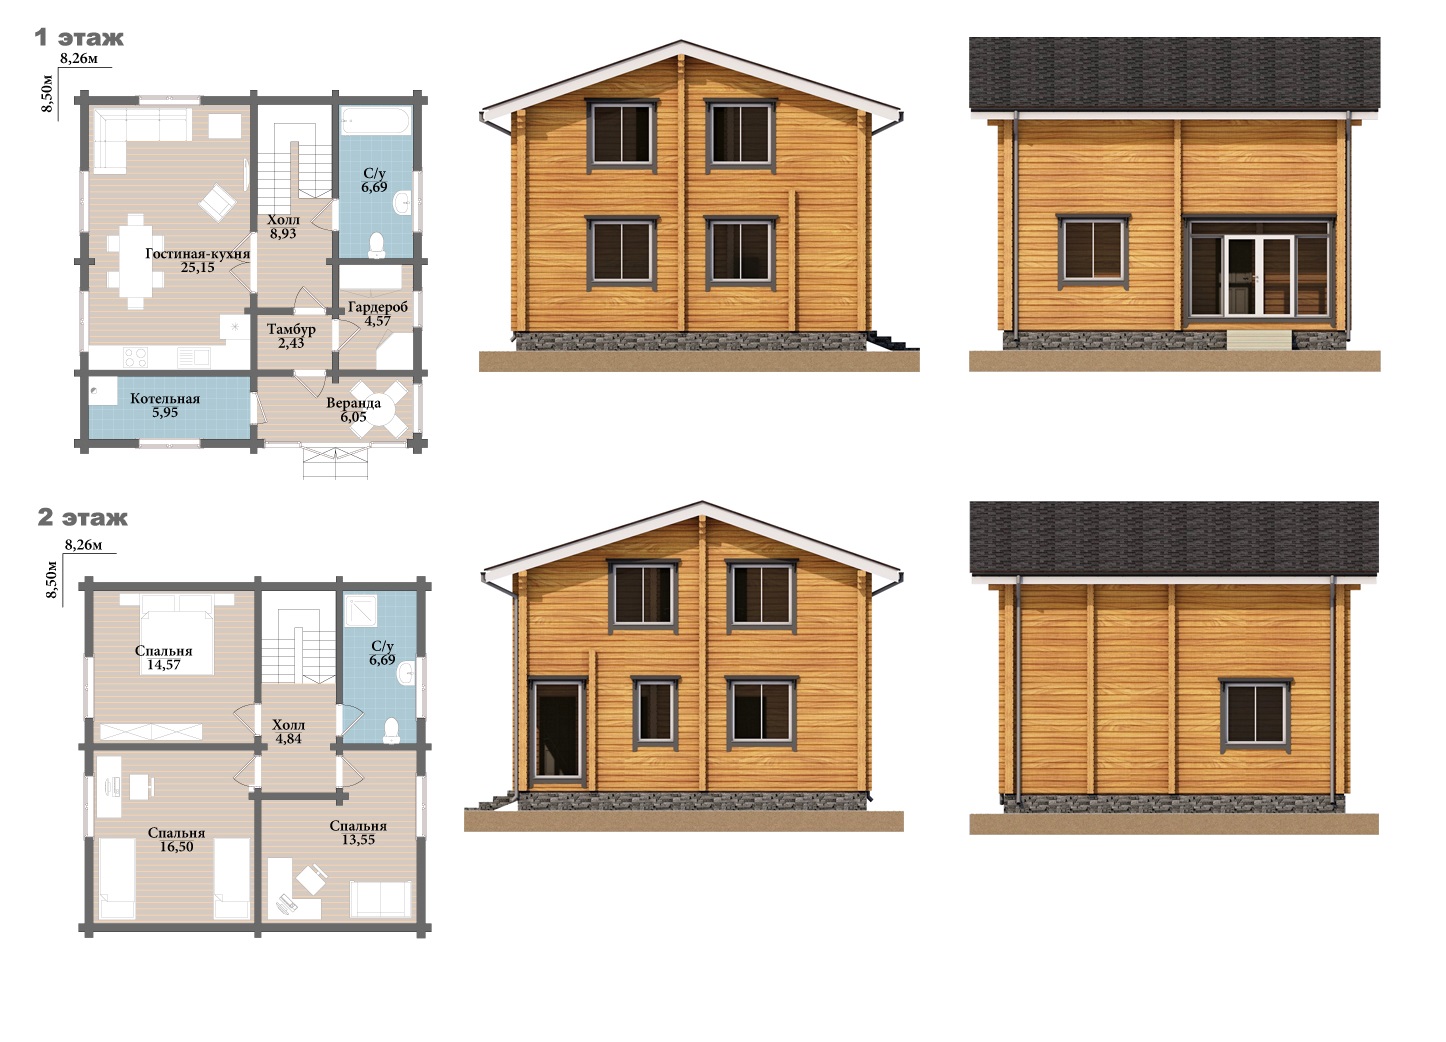 1 этаж
8,26м
8,50м
С/у
6,69
Холл
8,93
Гостиная-кухня
25,15
Гардероб
4,57
Тамбур
2,43
Котельная
5,95
Веранда
6,05
2 этаж
8,26м
8,50м
Спальня
14,57
С/у
6,69
Холл
4,84
Спальня
16,50
Спальня
13,55